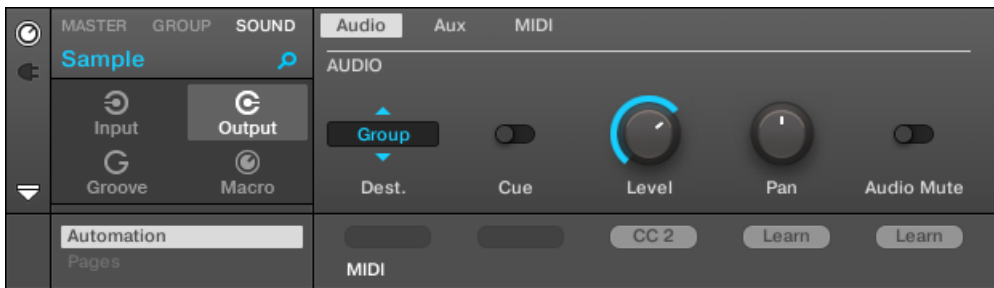 MASTER GROUP SOUND
Sample
Input Output
Groove Macro
Automation
Pages
Audio Aux MIDI
AUDIO
Group
Dest. Cue Level Pan Audio Mute
CC 2 Learn Learn
MIDI